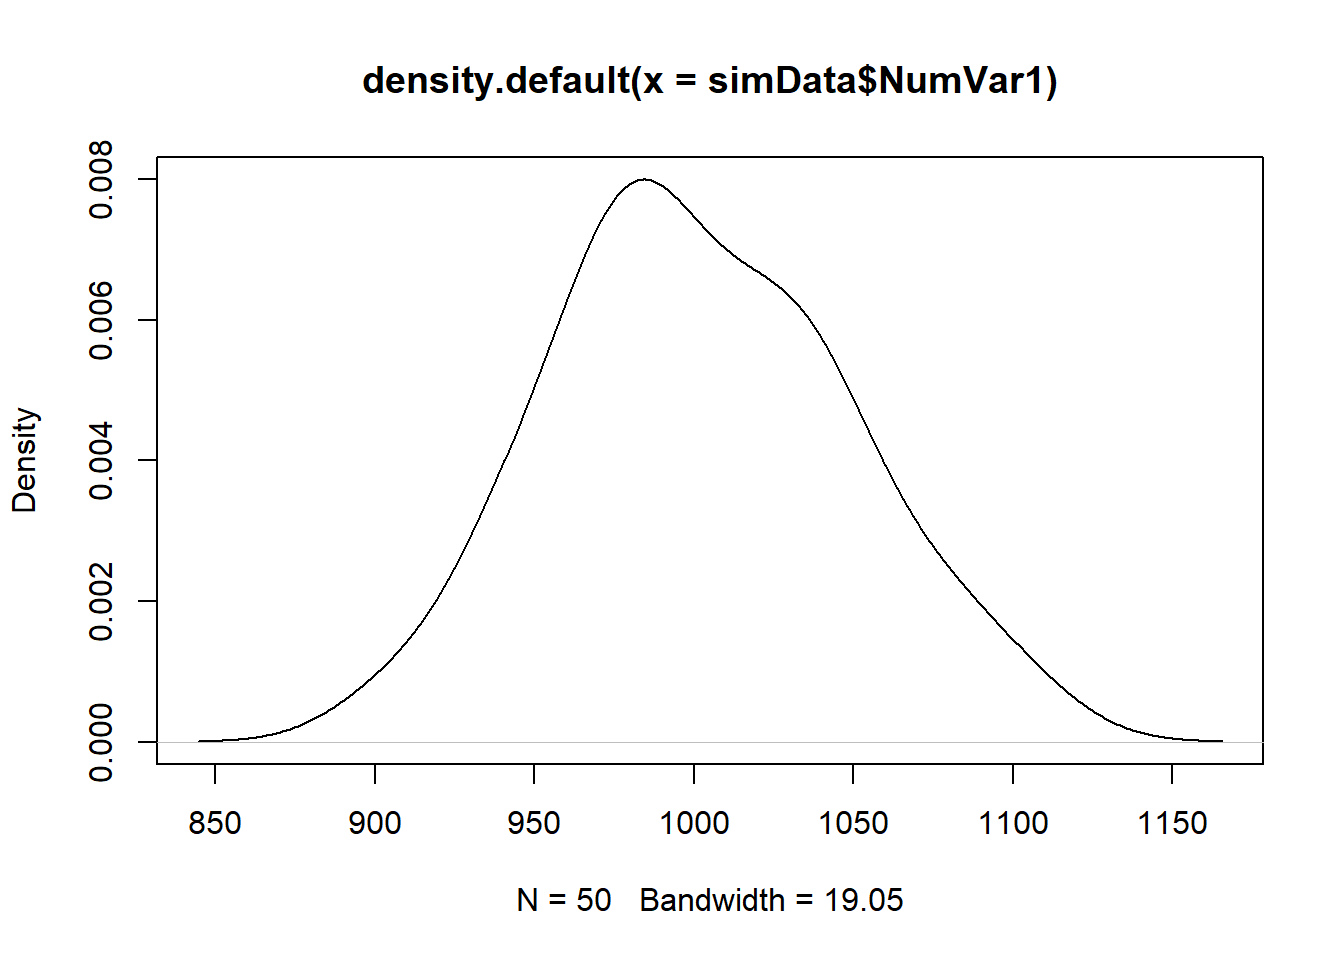 density.default(x = simData$NumVar1)
Density
0.008
0.006
0.004
0.002
0.000
850 900 950 1000 1050 1100 1150
N = 50   Bandwidth = 19.05